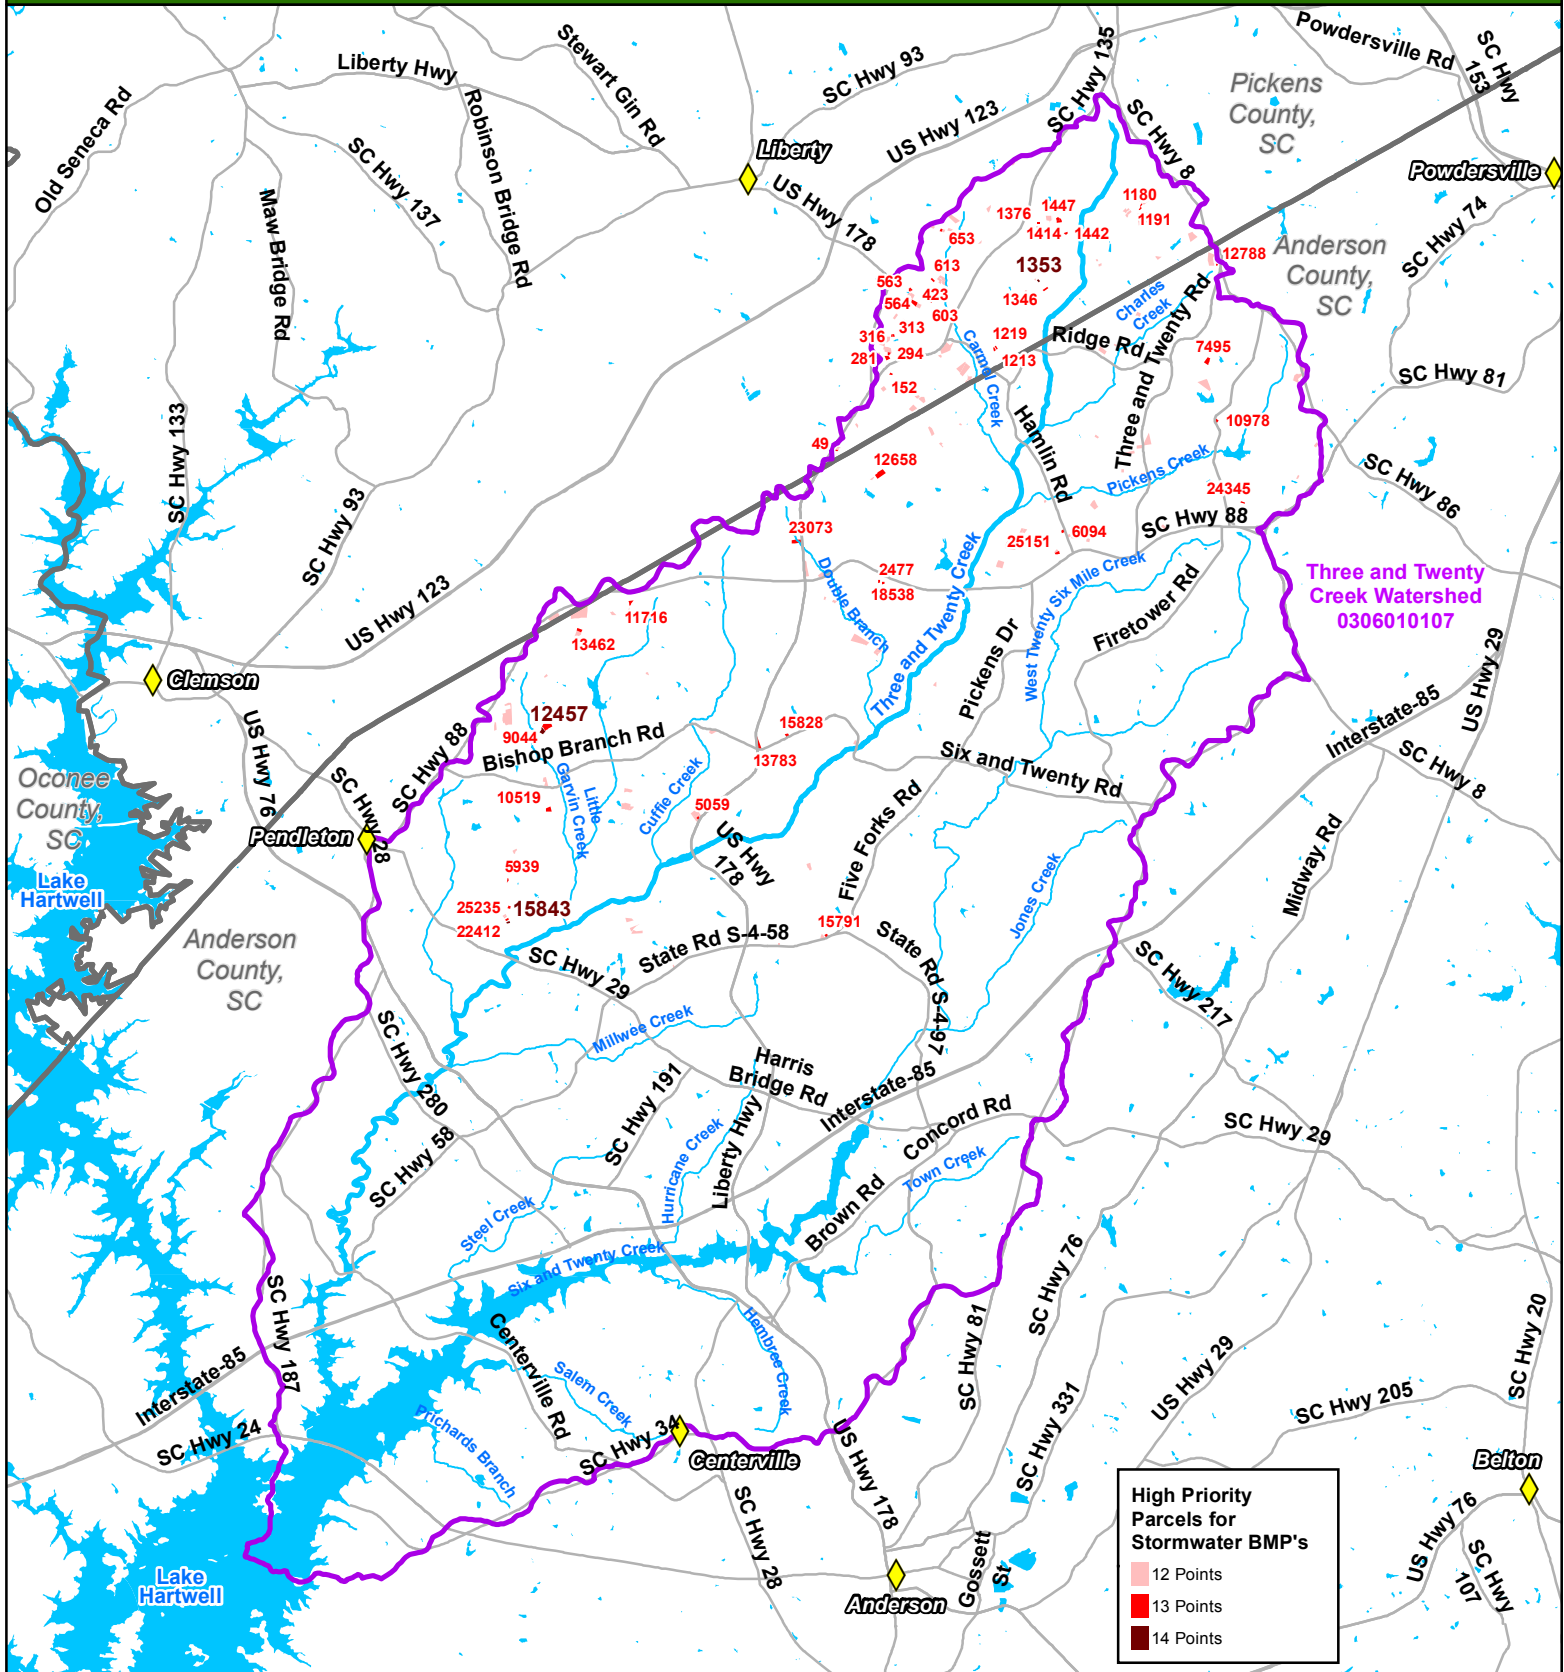 Powdersville Rd
SC Hwy
153
Stewart Gin Rd
Liberty Hwy
SC Hwy 93
SC Hwy 135
Old Seneca Rd
Robinson Bridge Rd
US Hwy 123
SC Hwy 8
Pickens
County,
SC
SC Hwy 137
Liberty
Powdersville
US Hwy 178
Maw Bridge Rd
SC Hwy 74
1180
1447
1376
1191
1414
1442
653
Anderson
County,
SC
12788
1353
613
563
423
564
1346
Charles
Creek
603
313
316
1219
Ridge Rd
7495
281
294
1213
Three and Twenty Rd
Carmel Creek
152
SC Hwy 81
SC Hwy 133
Hamlin Rd
10978
49
12658
Pickens Creek
SC Hwy 86
24345
SC Hwy 93
SC Hwy 88
23073
6094
25151
2477
18538
Double Branch
Three and Twenty Creek
West Twenty Six Mile Creek
Firetower Rd
Three and Twenty
Creek Watershed
0306010107
US Hwy 123
11716
13462
Pickens Dr
US Hwy 29
Clemson
12457
9044
Bishop Branch Rd
15828
13783
Six and Twenty Rd
Interstate-85
SC Hwy 8
US Hwy 76
SC Hwy 88
SC Hwy 28
Oconee
County,
SC
10519
Little
Garvin Creek
Cuffie Creek
5059
US Hwy
178
Five Forks Rd
Pendleton
Midway Rd
5939
Jones Creek
Lake
Hartwell
25235
15843
22412
15791
State Rd S-4-58
State Rd S-4-97
Anderson
County,
SC
SC Hwy 29
SC Hwy 217
Millwee Creek
SC Hwy 280
Harris
Bridge Rd
Interstate-85
SC Hwy 191
Concord Rd
SC Hwy 29
SC Hwy 58
Hurricane Creek
Liberty Hwy
Town Creek
Brown Rd
Steel Creek
Six and Twenty Creek
SC Hwy 76
SC Hwy 187
Centerville Rd
Hembree Creek
SC Hwy 81
SC Hwy 20
Interstate-85
Salem Creek
US Hwy 29
SC Hwy 205
SC Hwy 331
Prichards Branch
SC Hwy 24
SC Hwy 34
Centerville
US Hwy 178
Belton
SC Hwy 28
US Hwy 76
SC Hwy
107
Gossett
St
Lake
Hartwell
Anderson
High Priority
Parcels for
Stormwater BMP's
12 Points
13 Points
14 Points